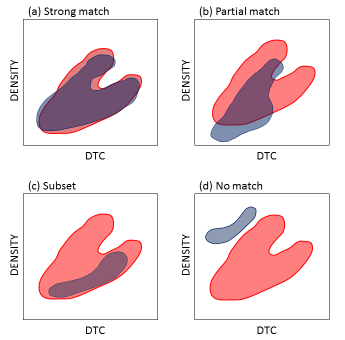 (a) Strong match
(b) Partial match
DENSITY
DENSITY
DTC
DTC
(c) Subset
(d) No match
DENSITY
DENSITY
DTC
DTC